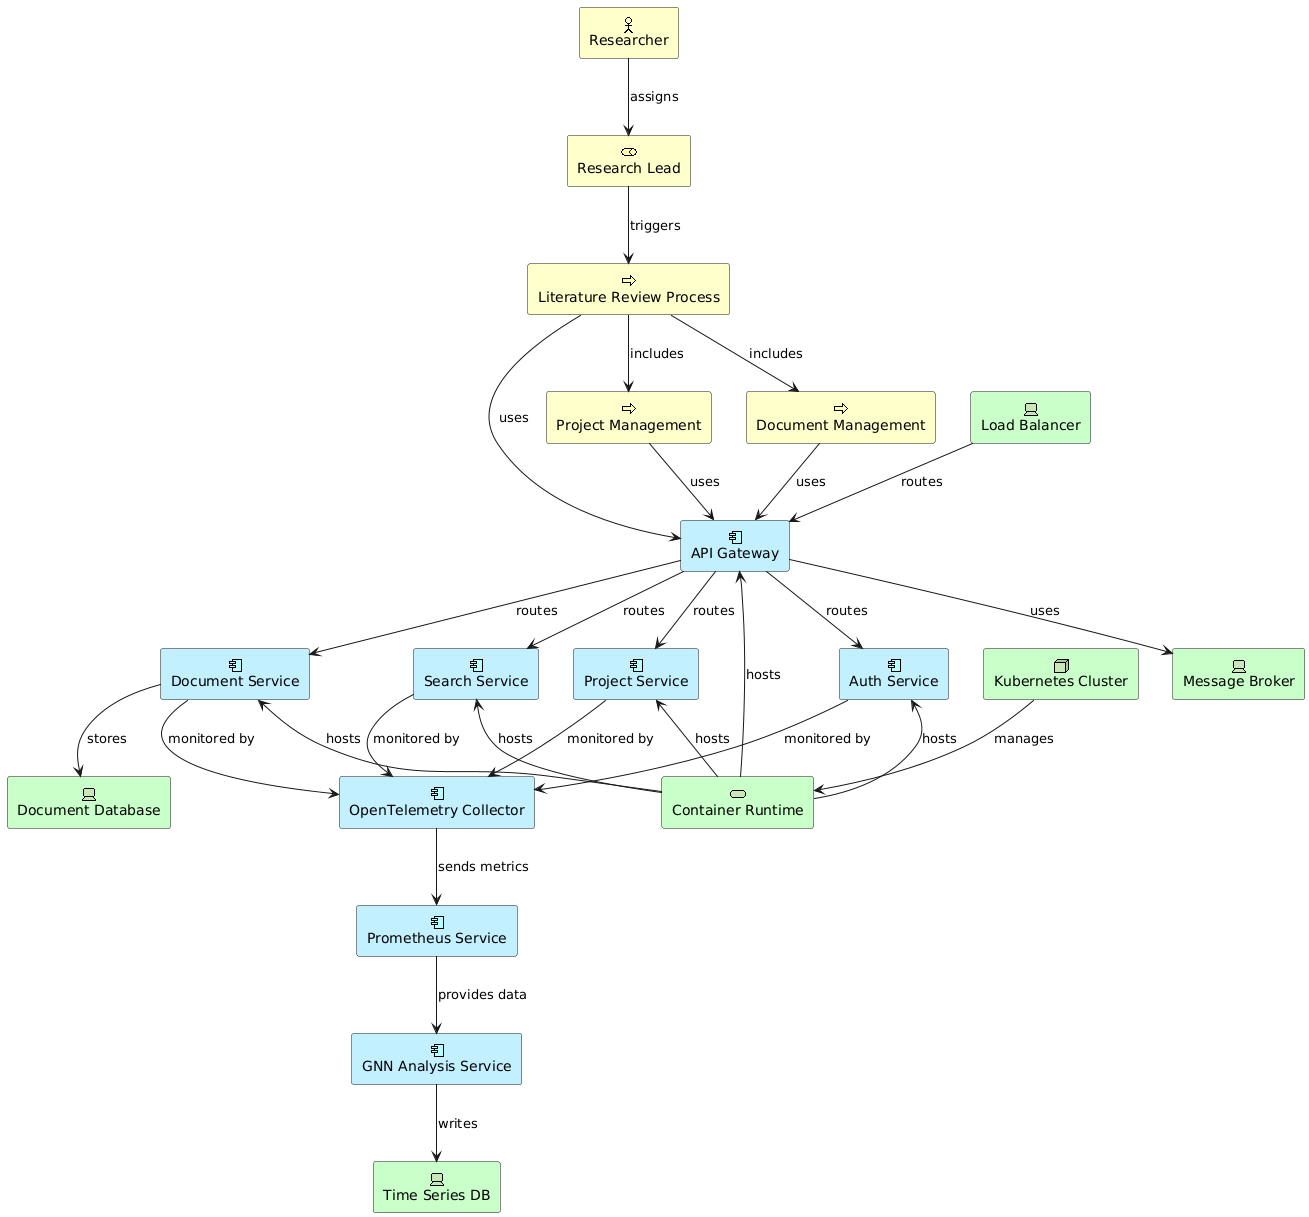 Researcher
assigns
Research Lead
triggers
Literature Review Process
includes
includes
uses
Project Management
Document Management
Load Balancer
uses
uses
routes
API Gateway
routes
routes
routes
routes
uses
Document Service
Search Service
Project Service
hosts
Auth Service
Kubernetes Cluster
Message Broker
stores
monitored by
hosts
monitored by
hosts
monitored by
hosts
monitored by
hosts
manages
Document Database
OpenTelemetry Collector
Container Runtime
sends metrics
Prometheus Service
provides data
GNN Analysis Service
writes
Time Series DB